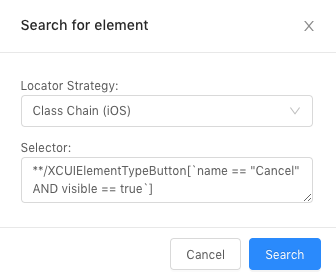 Search for element
Locator Strategy:
Class Chain (iOS)
Selector:
**/XCUIElementTypeButton[`name == "Cancel"
AND visible == true`]
Cancel
Search